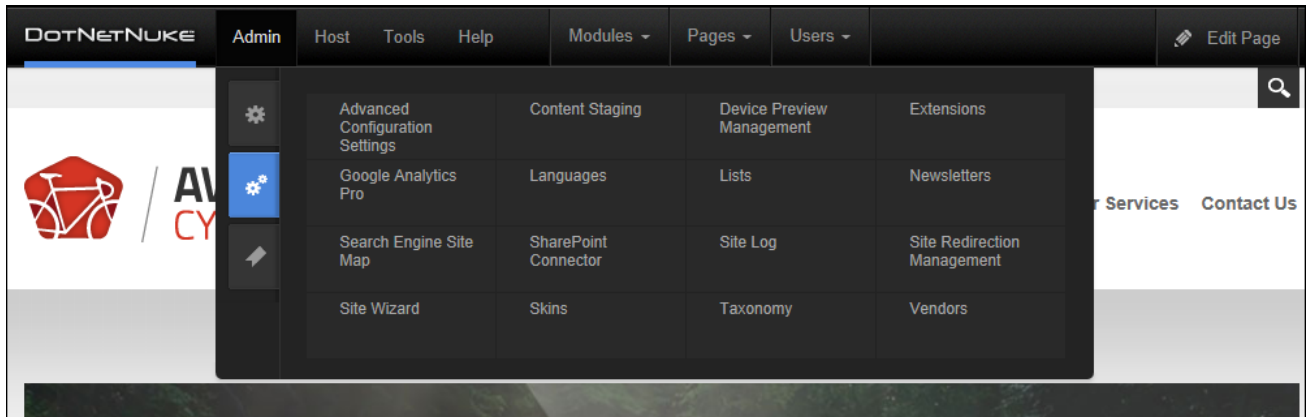 DOTNETNUKE Admin Host Tools Help Modules Pages Users Edit Page
Advanced Configuration Settings
Content Staging
Device Preview Management
Extensions
Google Analytics Pro
Languages
Lists
Newsletters
Search Engine Site Map
SharePoint Connector
Site Log
Site Redirection Management
Site Wizard
Skins
Taxonomy
Vendors
Services Contact Us